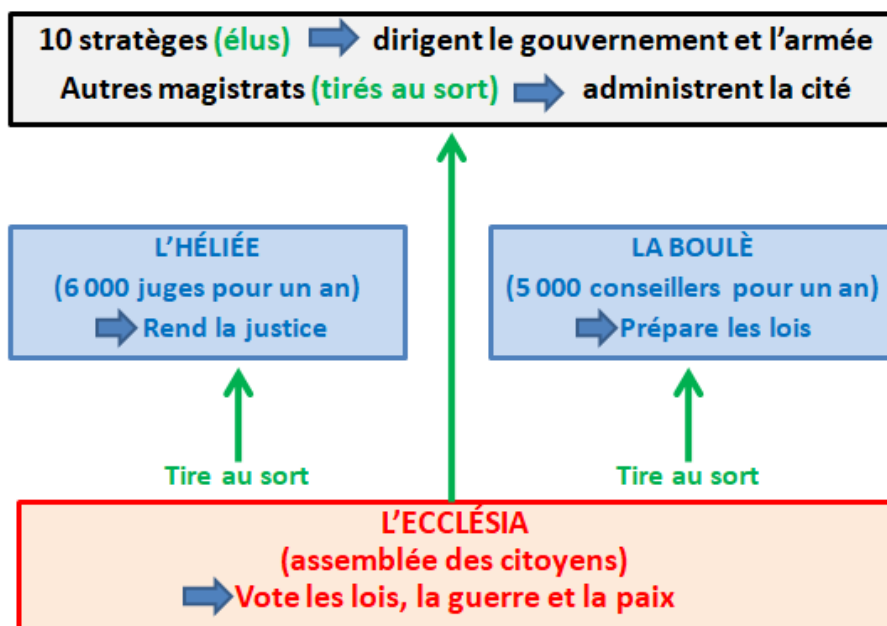 10 stratèges (élus) dirigent le gouvernement et l’armée
Autres magistrats (tirés au sort) administrent la cité
L’HÉLIÉE
(6 000 juges pour un an)
Rend la justice
LA BOULÈ
(5 000 conseillers pour un an)
Prépare les lois
Tire au sort
Tire au sort
L’ECCLÉSIA
(assemblée des citoyens)
Vote les lois, la guerre et la paix